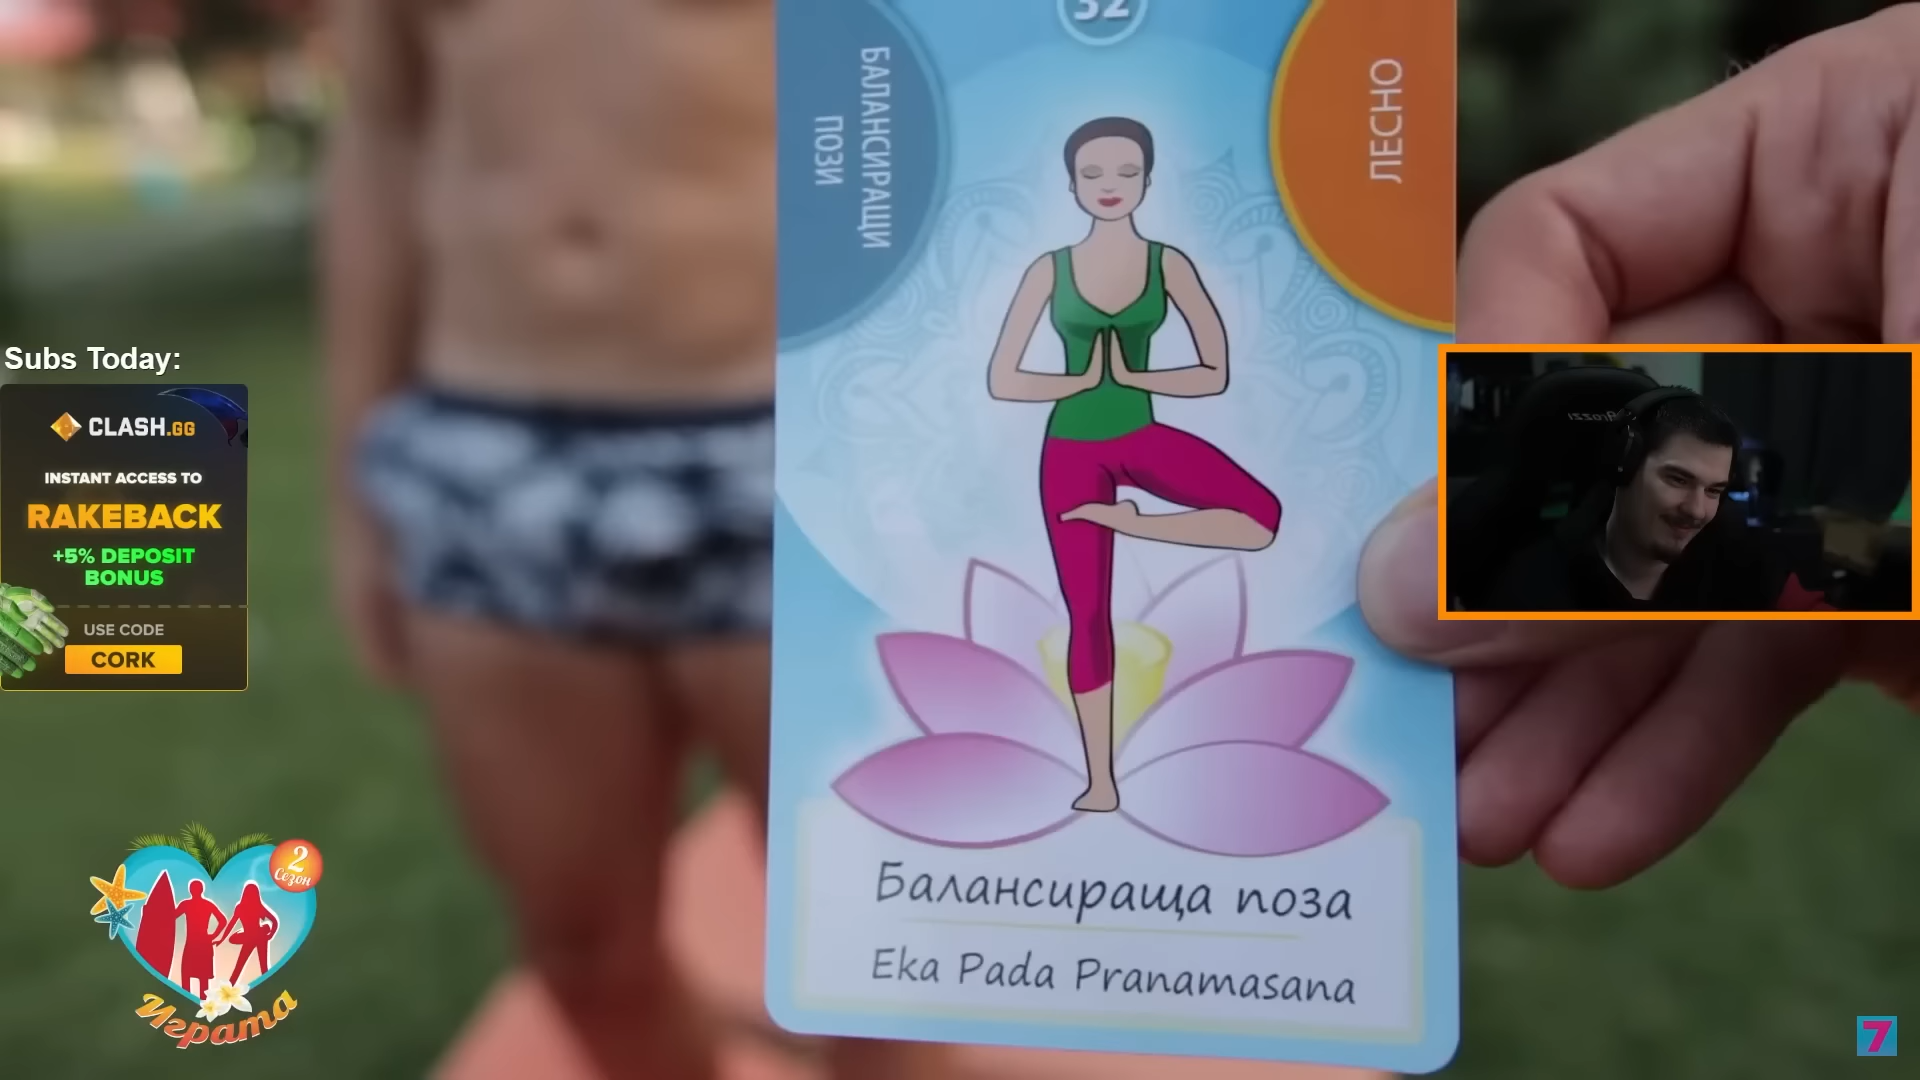 32
БАЛАНСИРАЩИ
ПОЗИ
ЛЕСНО
Subs Today:
CLASH.GG
INSTANT ACCESS TO
RAKEBACK
+5% DEPOSIT
BONUS
USE CODE
CORK
2
Сезон
Играта
Балансираща поза
Eka Pada Pranamasana
7